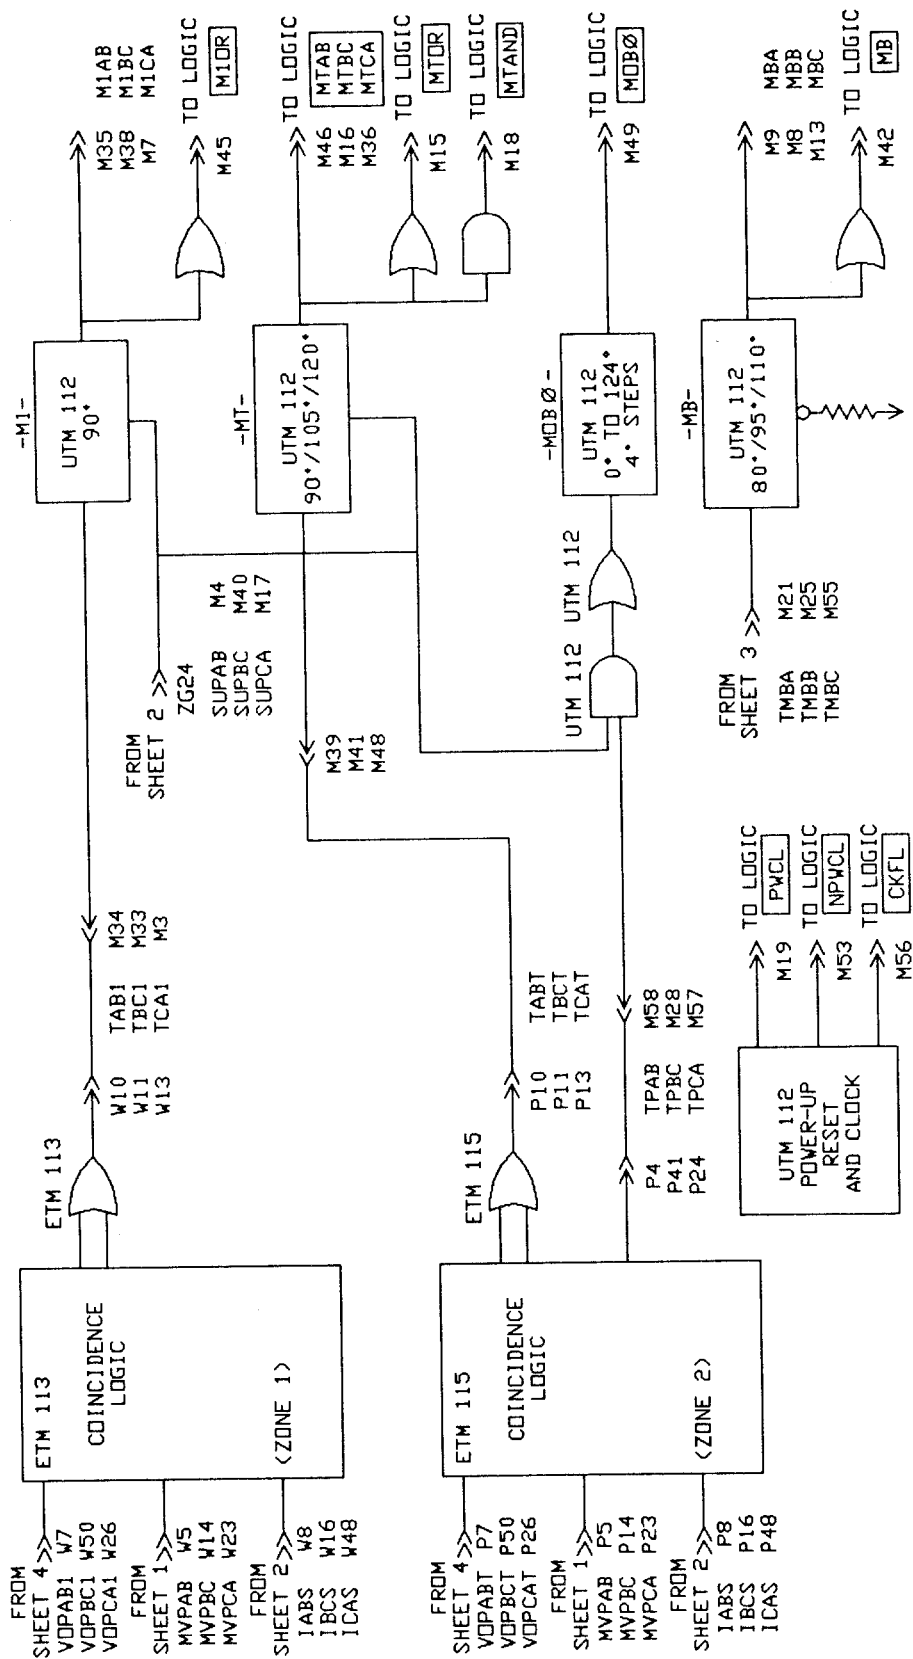 FROM
SHEET 4
VOPAB1 W7
VOPBC1 W50
VOPCA1 W26
FROM
SHEET 1
MVPAB W5
MVPBC W14
MVPCA W23
FROM
SHEET 2
IABS W8
IBCS W16
ICAS W48
ETM 113
COINCIDENCE
LOGIC
(ZONE 1)
ETM 113
W10 TAB1 M34
W11 TBC1 M33
W13 TCA1 M3
FROM
SHEET 2
ZG24
SUPAB M4
SUPBC M40
SUPCA M17
-M1-
UTM 112
90°
M35 M1AB
M38 M1BC
M7 M1CA
TO LOGIC
M1OR
M45
-MT-
UTM 112
90°/105°/120°
M39
M41
M48
TO LOGIC
M46 MTAB
M16 MTBC
M36 MTCA
TO LOGIC
MTOR
M15
TO LOGIC
MTAND
M18
FROM
SHEET 4
VOPABT P7
VOPBCT P50
VOPCAT P26
FROM
SHEET 1
MVPAB P5
MVPBC P14
MVPCA P23
FROM
SHEET 2
IABS P8
IBCS P16
ICAS P48
ETM 115
COINCIDENCE
LOGIC
(ZONE 2)
ETM 115
P10 TABT
P11 TBCT
P13 TCAT
P4 TPAB M58
P41 TPBC M28
P24 TPCA M57
UTM 112
UTM 112
-MOBØ-
UTM 112
0° TO 124°
4° STEPS
TO LOGIC
MOBØ
M49
FROM
SHEET 3
TMBA M21
TMBB M25
TMBC M55
-MB-
UTM 112
80°/95°/110°
M9 MBA
M8 MBB
M13 MBC
TO LOGIC
MB
M42
UTM 112
POWER-UP
RESET
AND CLOCK
TO LOGIC
PWCL
M19
TO LOGIC
NPWCL
M53
TO LOGIC
CKFL
M56